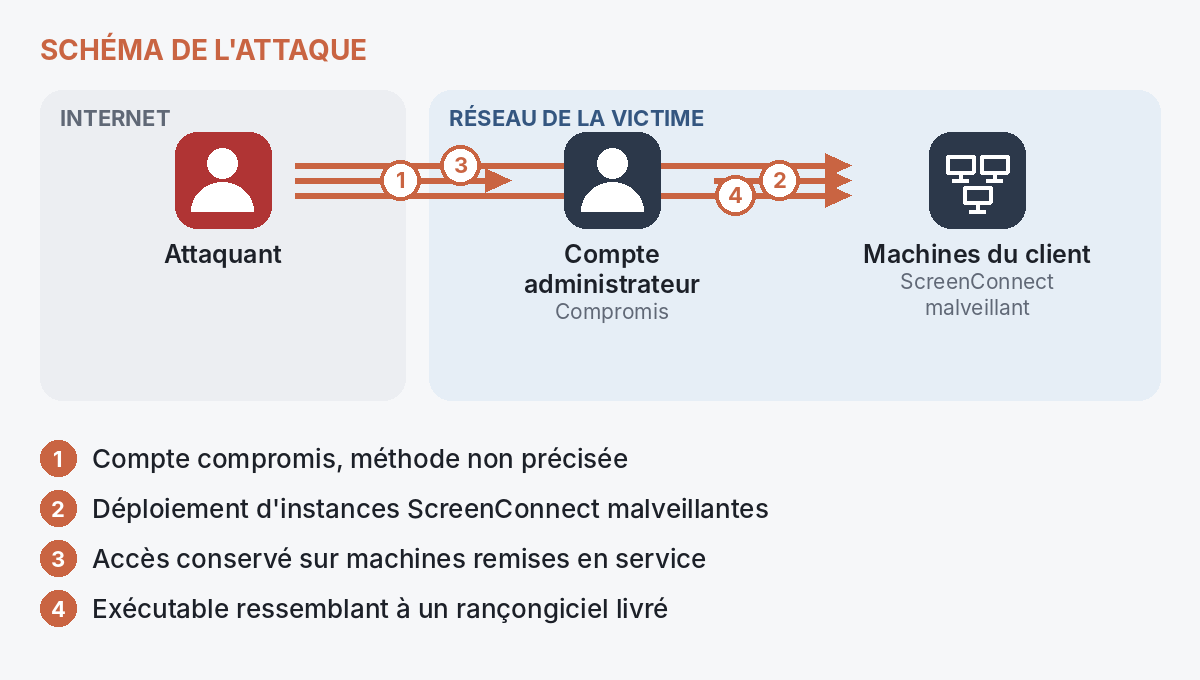 SCHÉMA DE L'ATTAQUE
INTERNET
RÉSEAU DE LA VICTIME
1
3
4
2
Attaquant
Compte
administrateur
Compromis
Machines du client
ScreenConnect
malveillant
1 Compte compromis, méthode non précisée
2 Déploiement d'instances ScreenConnect malveillantes
3 Accès conservé sur machines remises en service
4 Exécutable ressemblant à un rançongiciel livré